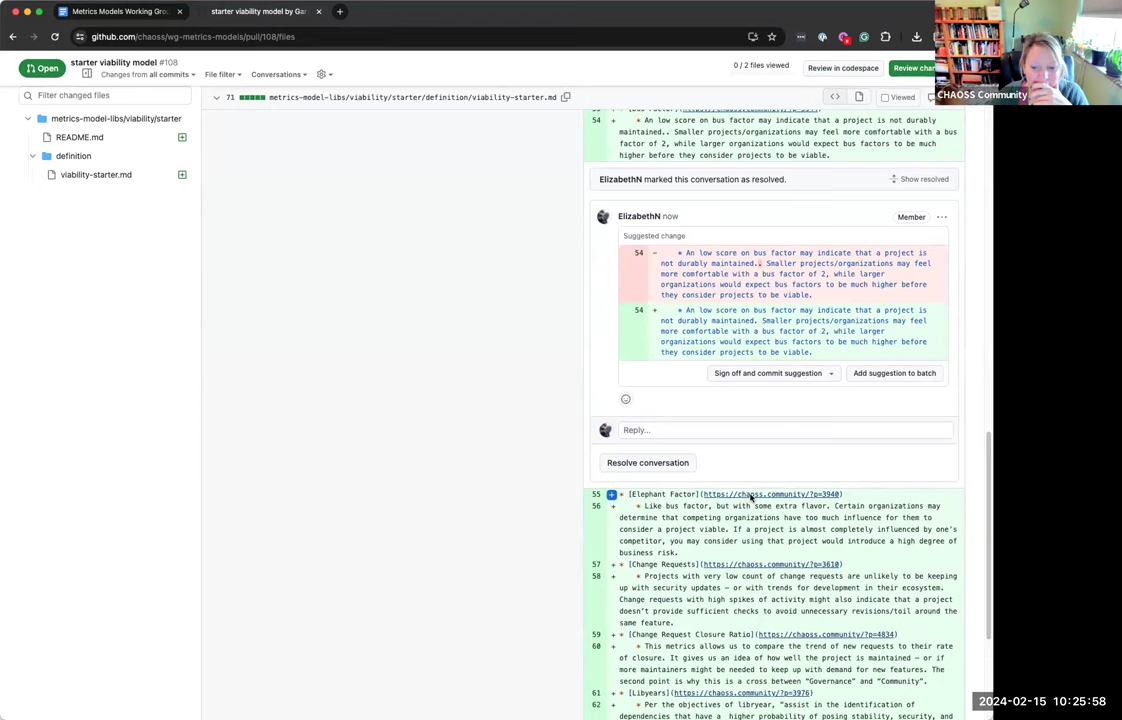 Metrics Models Working Grou
starter viability model by Gar
github.com/chaoss/wg-metrics-models/pull/108/files
Open
starter viability model #108
Changes from all commits
File filter
Conversations
0 / 2 files viewed
Review in codespace
Review chan
CHAOSS Community
Filter changed files
metrics-model-libs/viability/starter
README.md
definition
viability-starter.md
71
metrics-model-libs/viability/starter/definition/viability-starter.md
Viewed
54 + * An low score on bus factor may indicate that a project is not durably
maintained.. Smaller projects/organizations may feel more comfortable with a bus
factor of 2, while larger organizations would expect bus factors to be much
higher before they consider projects to be viable.
ElizabethN marked this conversation as resolved.
Show resolved
ElizabethN now
Member
Suggested change
54 - * An low score on bus factor may indicate that a project is
not durably maintained.. Smaller projects/organizations may feel
more comfortable with a bus factor of 2, while larger
organizations would expect bus factors to be much higher before
they consider projects to be viable.
54 + * An low score on bus factor may indicate that a project is
not durably maintained. Smaller projects/organizations may feel
more comfortable with a bus factor of 2, while larger
organizations would expect bus factors to be much higher before
they consider projects to be viable.
Sign off and commit suggestion
Add suggestion to batch
Reply...
Resolve conversation
55 + * [Elephant Factor](https://chaoss.community/?p=3940)
56 + * Like bus factor, but with some extra flavor. Certain organizations may
determine that competing organizations have too much influence for them to
consider a project viable. If a project is almost completely influenced by one's
competitor, you may consider using that project would introduce a high degree of
business risk.
57 + * [Change Requests](https://chaoss.community/?p=3610)
58 + * Projects with very low count of change requests are unlikely to be keeping
up with security updates — or with trends for development in their ecosystem.
Change requests with high spikes of activity might also indicate that a project
doesn't provide sufficient checks to avoid unnecessary revisions/toil around the
same feature.
59 + * [Change Request Closure Ratio](https://chaoss.community/?p=4834)
60 + * This metrics allows us to compare the trend of new requests to their rate
of closure. It gives us an idea of how well the project is maintained — or if
more maintainers might be needed to keep up with demand for new features. The
second point is why this is a cross between “Governance” and “Community”.
61 + * [Libyears](https://chaoss.community/?p=3976)
62 + * Per the objectives of libryear, “assist in the identification of
dependencies that have a higher probability of posing stability, security, and
2024-02-15 10:25:58